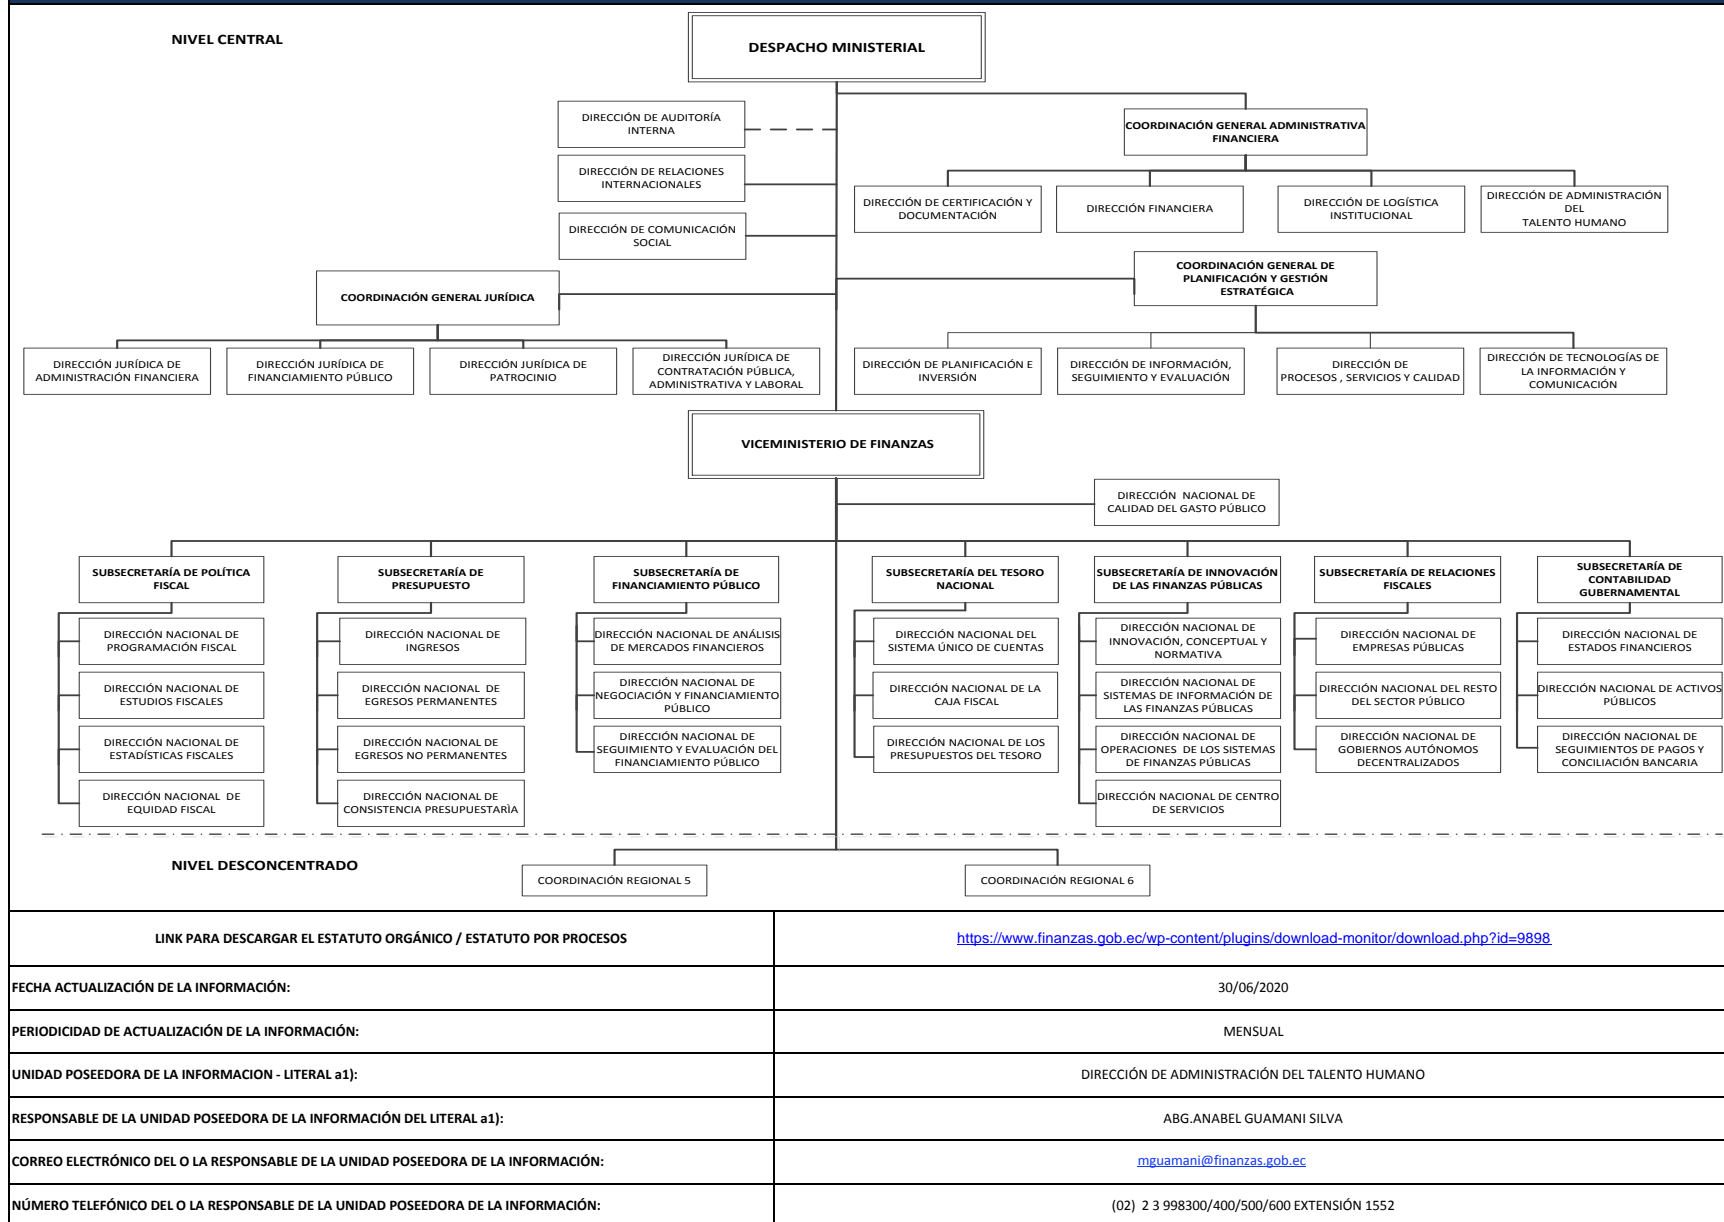 NIVEL CENTRAL
DESPACHO MINISTERIAL
DIRECCIÓN DE AUDITORÍA
INTERNA
COORDINACIÓN GENERAL ADMINISTRATIVA
FINANCIERA
DIRECCIÓN DE RELACIONES
INTERNACIONALES
DIRECCIÓN DE CERTIFICACIÓN Y
DOCUMENTACIÓN
DIRECCIÓN FINANCIERA
DIRECCIÓN DE LOGÍSTICA
INSTITUCIONAL
DIRECCIÓN DE ADMINISTRACIÓN
DEL
TALENTO HUMANO
DIRECCIÓN DE COMUNICACIÓN
SOCIAL
COORDINACIÓN GENERAL DE
PLANIFICACIÓN Y GESTIÓN
ESTRATÉGICA
COORDINACIÓN GENERAL JURÍDICA
DIRECCIÓN JURÍDICA DE
ADMINISTRACIÓN FINANCIERA
DIRECCIÓN JURÍDICA DE
FINANCIAMIENTO PÚBLICO
DIRECCIÓN JURÍDICA DE
PATROCINIO
DIRECCIÓN JURÍDICA DE
CONTRATACIÓN PÚBLICA,
ADMINISTRATIVA Y LABORAL
DIRECCIÓN DE PLANIFICACIÓN E
INVERSIÓN
DIRECCIÓN DE INFORMACIÓN,
SEGUIMIENTO Y EVALUACIÓN
DIRECCIÓN DE
PROCESOS , SERVICIOS Y CALIDAD
DIRECCIÓN DE TECNOLOGÍAS DE
LA INFORMACIÓN Y
COMUNICACIÓN
VICEMINISTERIO DE FINANZAS
DIRECCIÓN  NACIONAL DE
CALIDAD DEL GASTO PÚBLICO
SUBSECRETARÍA DE POLÍTICA
FISCAL
SUBSECRETARÍA DE
PRESUPUESTO
SUBSECRETARÍA DE
FINANCIAMIENTO PÚBLICO
SUBSECRETARÍA DEL TESORO
NACIONAL
SUBSECRETARÍA DE INNOVACIÓN
DE LAS FINANZAS PÚBLICAS
SUBSECRETARÍA DE RELACIONES
FISCALES
SUBSECRETARÍA DE
CONTABILIDAD
GUBERNAMENTAL
DIRECCIÓN NACIONAL DE
PROGRAMACIÓN FISCAL
DIRECCIÓN NACIONAL DE
INGRESOS
DIRECCIÓN NACIONAL DE ANÁLISIS
DE MERCADOS FINANCIEROS
DIRECCIÓN NACIONAL DEL
SISTEMA ÚNICO DE CUENTAS
DIRECCIÓN NACIONAL DE
INNOVACIÓN, CONCEPTUAL Y
NORMATIVA
DIRECCIÓN NACIONAL DE
EMPRESAS PÚBLICAS
DIRECCIÓN NACIONAL DE
ESTADOS FINANCIEROS
DIRECCIÓN NACIONAL DE
ESTUDIOS FISCALES
DIRECCIÓN NACIONAL  DE
EGRESOS PERMANENTES
DIRECCIÓN NACIONAL DE
NEGOCIACIÓN Y FINANCIAMIENTO
PÚBLICO
DIRECCIÓN NACIONAL DE LA
CAJA FISCAL
DIRECCIÓN NACIONAL DE
SISTEMAS DE INFORMACIÓN DE
LAS FINANZAS PÚBLICAS
DIRECCIÓN NACIONAL DEL RESTO
DEL SECTOR PÚBLICO
DIRECCIÓN NACIONAL DE ACTIVOS
PÚBLICOS
DIRECCIÓN NACIONAL DE
ESTADÍSTICAS FISCALES
DIRECCIÓN NACIONAL DE
EGRESOS NO PERMANENTES
DIRECCIÓN NACIONAL DE
SEGUIMIENTO Y EVALUACIÓN DEL
FINANCIAMIENTO PÚBLICO
DIRECCIÓN NACIONAL DE LOS
PRESUPUESTOS DEL TESORO
DIRECCIÓN NACIONAL DE
OPERACIONES  DE LOS SISTEMAS
DE FINANZAS PÚBLICAS
DIRECCIÓN NACIONAL DE
GOBIERNOS AUTÓNOMOS
DECENTRALIZADOS
DIRECCIÓN NACIONAL DE
SEGUIMIENTOS DE PAGOS Y
CONCILIACIÓN BANCARIA
DIRECCIÓN NACIONAL  DE
EQUIDAD FISCAL
DIRECCIÓN NACIONAL DE
CONSISTENCIA PRESUPUESTARÌA
DIRECCIÓN NACIONAL DE CENTRO
DE SERVICIOS
NIVEL DESCONCENTRADO
COORDINACIÓN REGIONAL 5
COORDINACIÓN REGIONAL 6
LINK PARA DESCARGAR EL ESTATUTO ORGÁNICO / ESTATUTO POR PROCESOS
https://www.finanzas.gob.ec/wp-content/plugins/download-monitor/download.php?id=9898
FECHA ACTUALIZACIÓN DE LA INFORMACIÓN:
30/06/2020
PERIODICIDAD DE ACTUALIZACIÓN DE LA INFORMACIÓN:
MENSUAL
UNIDAD POSEEDORA DE LA INFORMACION - LITERAL a1):
DIRECCIÓN DE ADMINISTRACIÓN DEL TALENTO HUMANO
RESPONSABLE DE LA UNIDAD POSEEDORA DE LA INFORMACIÓN DEL LITERAL a1):
ABG.ANABEL GUAMANI SILVA
CORREO ELECTRÓNICO DEL O LA RESPONSABLE DE LA UNIDAD POSEEDORA DE LA INFORMACIÓN:
mguamani@finanzas.gob.ec
NÚMERO TELEFÓNICO DEL O LA RESPONSABLE DE LA UNIDAD POSEEDORA DE LA INFORMACIÓN:
(02)  2 3 998300/400/500/600 EXTENSIÓN 1552